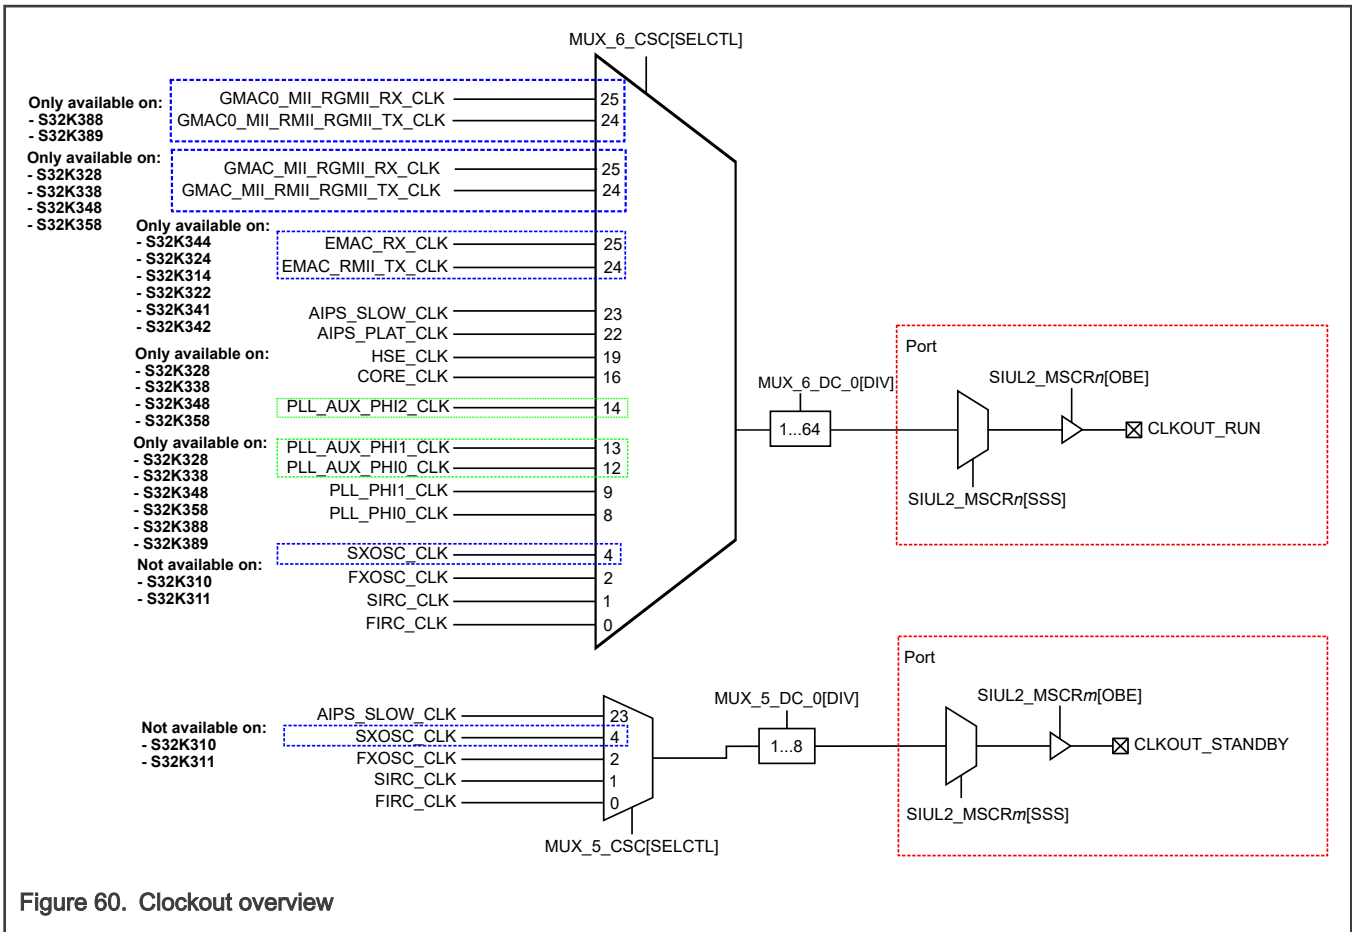 MUX_6_CSC[SELCTL]
Only available on:
- S32K388
- S32K389
GMAC0_MII_RGMII_RX_CLK
25
GMAC0_MII_RMII_RGMII_TX_CLK
24
Only available on:
- S32K328
- S32K338
- S32K348
- S32K358
GMAC_MII_RGMII_RX_CLK
25
GMAC_MII_RMII_RGMII_TX_CLK
24
Only available on:
- S32K344
- S32K324
- S32K314
- S32K322
- S32K341
- S32K342
EMAC_RX_CLK
25
EMAC_RMII_TX_CLK
24
AIPS_SLOW_CLK
23
AIPS_PLAT_CLK
22
HSE_CLK
19
CORE_CLK
16
Only available on:
- S32K328
- S32K338
- S32K348
- S32K358
PLL_AUX_PHI2_CLK
14
Only available on:
- S32K328
- S32K338
- S32K348
- S32K358
- S32K388
- S32K389
PLL_AUX_PHI1_CLK
13
PLL_AUX_PHI0_CLK
12
PLL_PHI1_CLK
9
PLL_PHI0_CLK
8
Not available on:
- S32K310
- S32K311
SXOSC_CLK
4
FXOSC_CLK
2
SIRC_CLK
1
FIRC_CLK
0
MUX_6_DC_0[DIV]
1...64
Port
SIUL2_MSCRn[OBE]
CLKOUT_RUN
SIUL2_MSCRn[SSS]
Not available on:
- S32K310
- S32K311
AIPS_SLOW_CLK
23
SXOSC_CLK
4
FXOSC_CLK
2
SIRC_CLK
1
FIRC_CLK
0
MUX_5_CSC[SELCTL]
MUX_5_DC_0[DIV]
1...8
Port
SIUL2_MSCRm[OBE]
CLKOUT_STANDBY
SIUL2_MSCRm[SSS]
Figure 60. Clockout overview